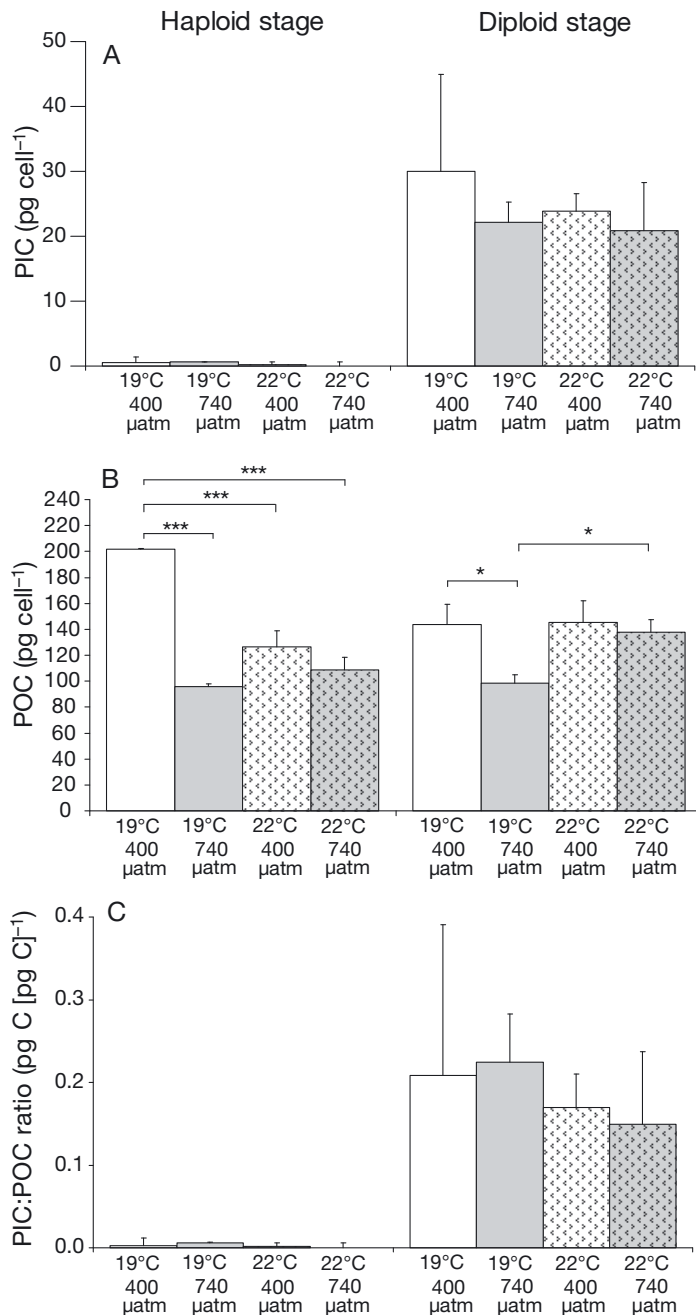 Haploid stage Diploid stage
A
PIC (pg cell⁻¹)
50
40
30
20
10
0
19°C 19°C 22°C 22°C 19°C 19°C 22°C 22°C
400 740 400 740 400 740 400 740
µatm µatm µatm µatm µatm µatm µatm µatm
B
POC (pg cell⁻¹)
240
220
200
180
160
140
120
100
80
60
40
20
0
***
***
***
*
*
19°C 19°C 22°C 22°C 19°C 19°C 22°C 22°C
400 740 400 740 400 740 400 740
µatm µatm µatm µatm µatm µatm µatm µatm
C
PIC:POC ratio (pg C [pg C]⁻¹)
0.4
0.3
0.2
0.1
0.0
19°C 19°C 22°C 22°C 19°C 19°C 22°C 22°C
400 740 400 740 400 740 400 740
µatm µatm µatm µatm µatm µatm µatm µatm